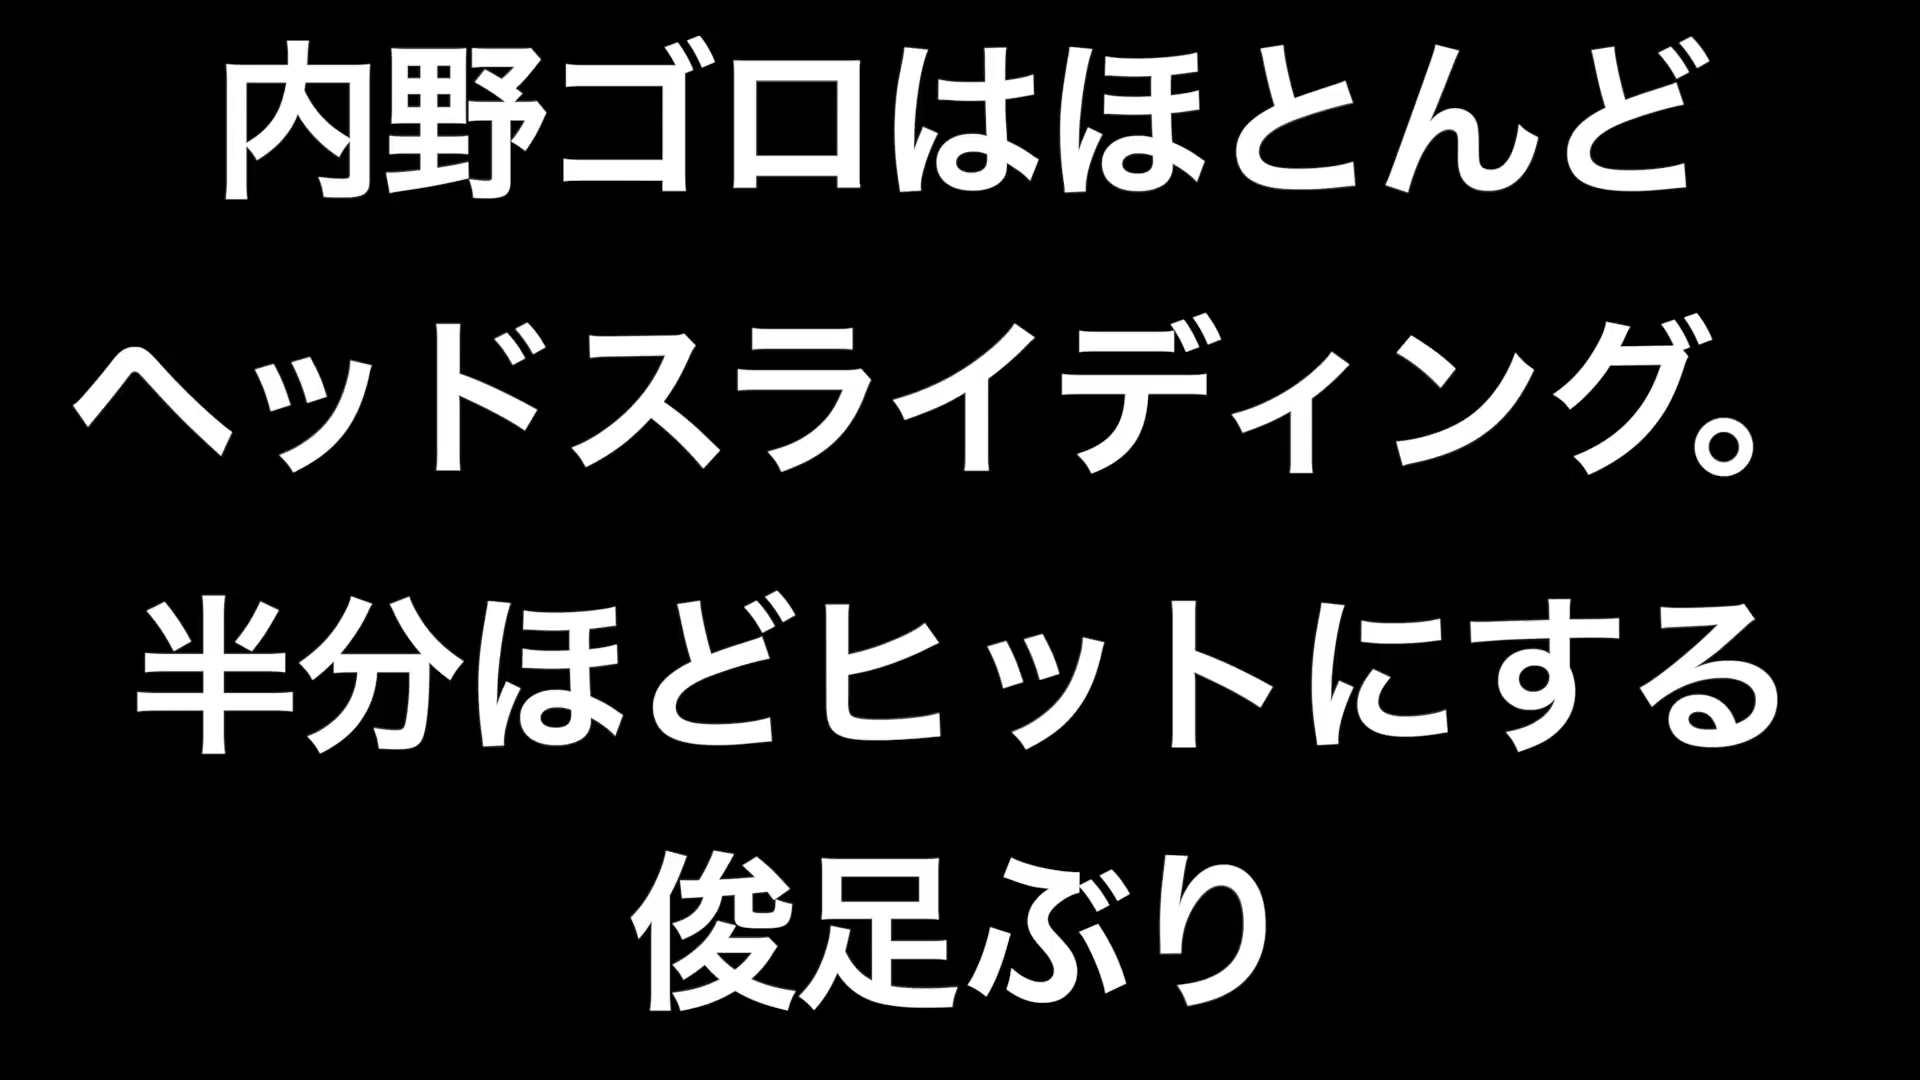 内野ゴロはほとんど
ヘッドスライディング。
半分ほどヒットにする
俊足ぶり